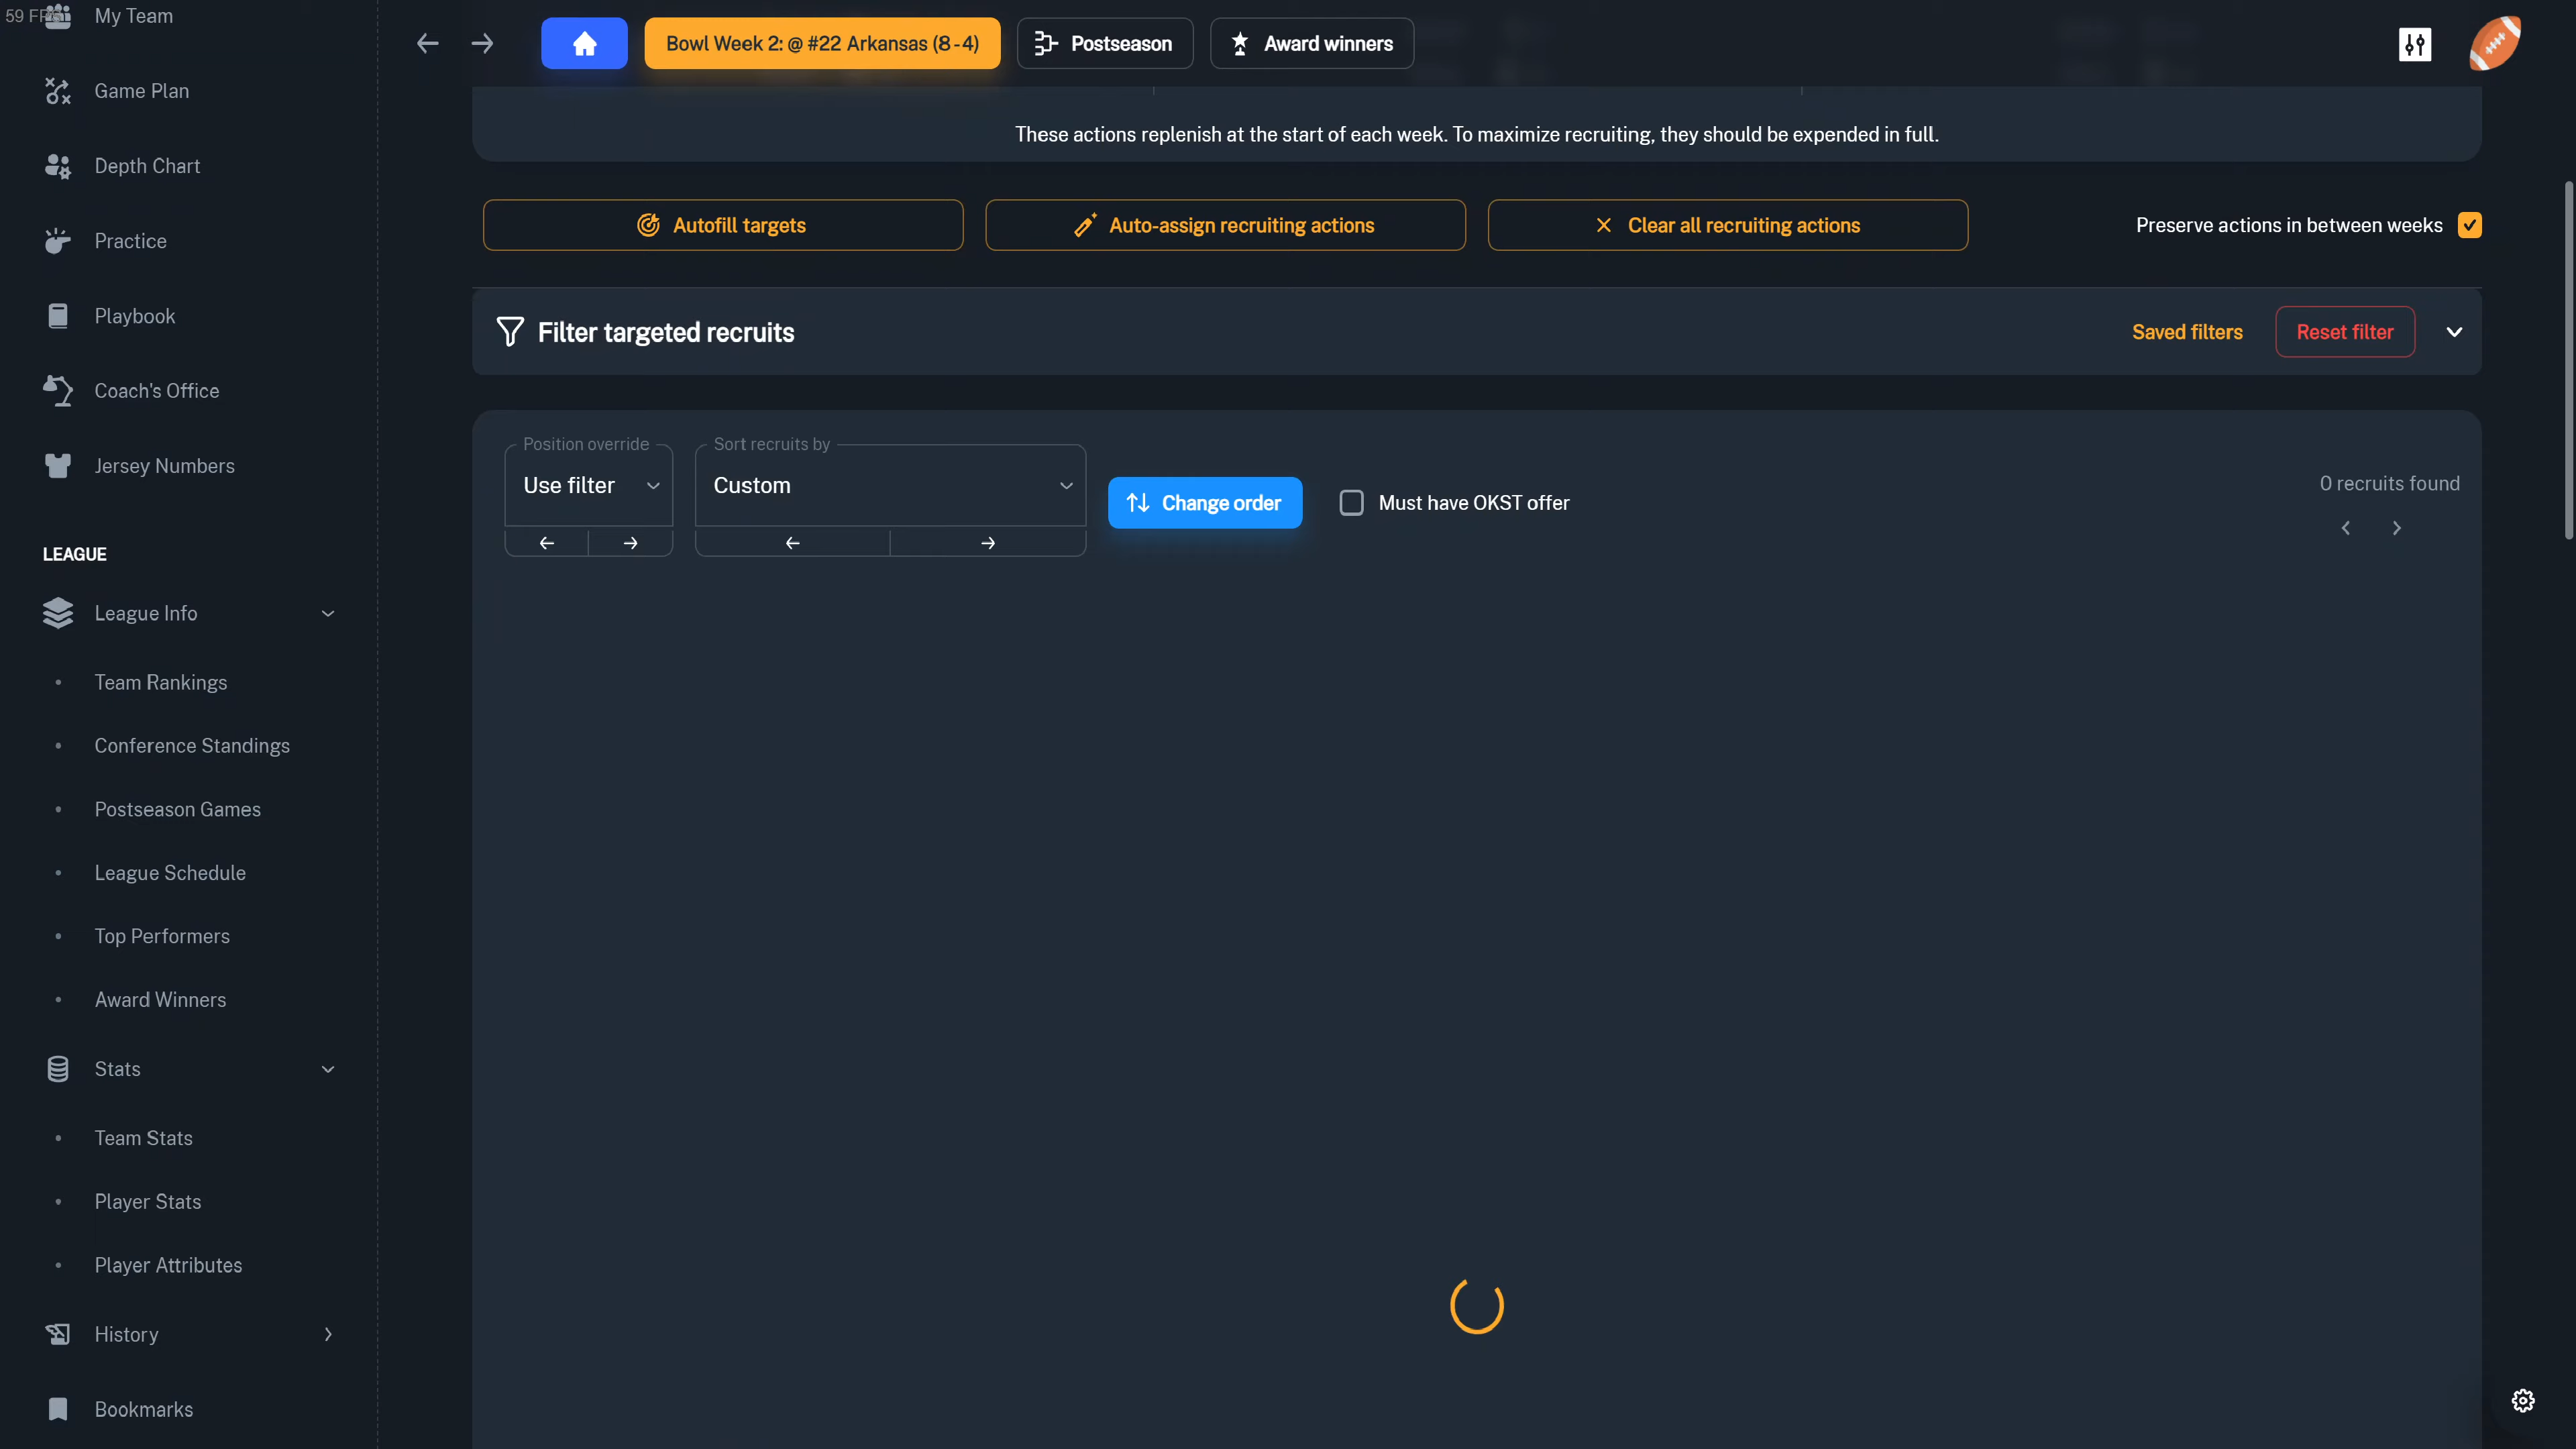 59 FPS
My Team
Game Plan
Depth Chart
Practice
Playbook
Coach's Office
Jersey Numbers
LEAGUE
League Info
Team Rankings
Conference Standings
Postseason Games
League Schedule
Top Performers
Award Winners
Stats
Team Stats
Player Stats
Player Attributes
History
Bookmarks
Bowl Week 2: @ #22 Arkansas (8-4)
Postseason
Award winners
These actions replenish at the start of each week. To maximize recruiting, they should be expended in full.
Autofill targets
Auto-assign recruiting actions
Clear all recruiting actions
Preserve actions in between weeks
Filter targeted recruits
Saved filters
Reset filter
Position override
Use filter
Sort recruits by
Custom
Change order
Must have OKST offer
0 recruits found